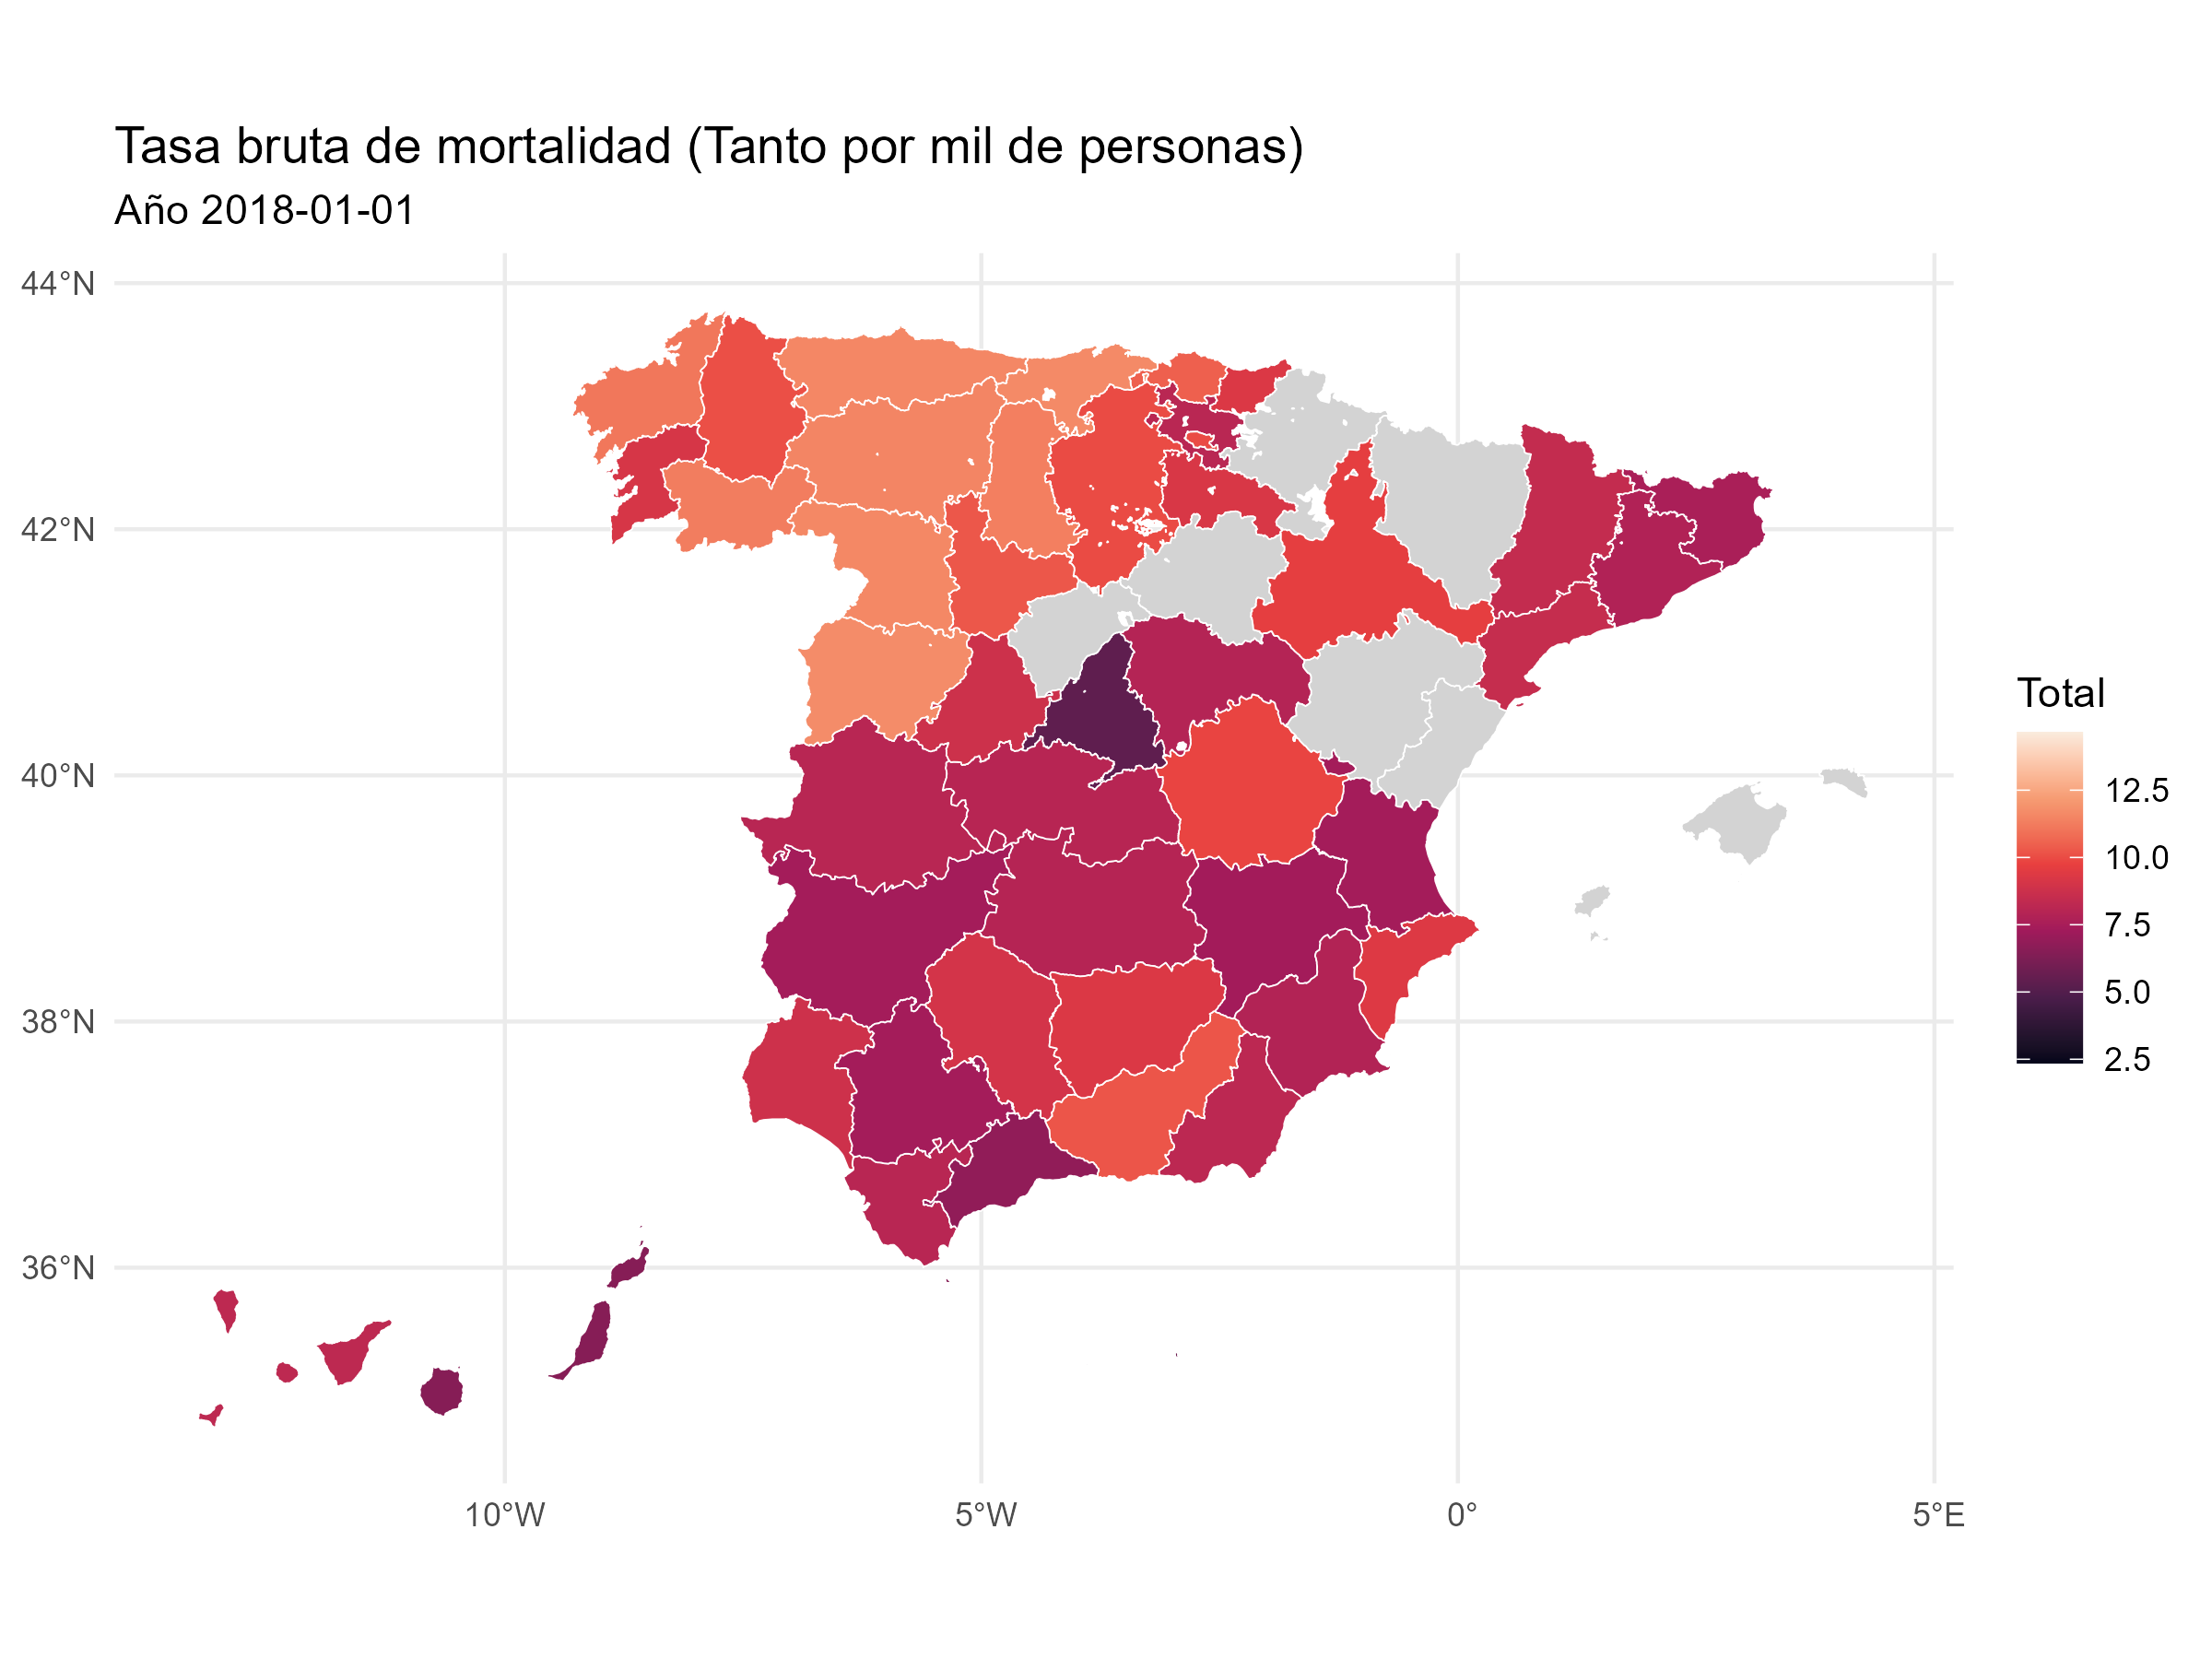 Tasa bruta de mortalidad (Tanto por mil de personas)
Año 2018-01-01
44°N
42°N
40°N
38°N
36°N
10°W
5°W
0°
5°E
Total
12.5
10.0
7.5
5.0
2.5